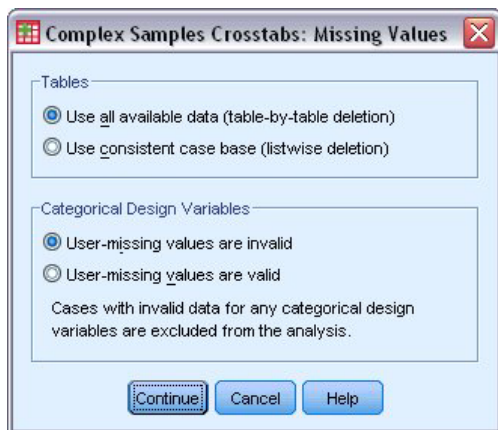 Complex Samples Crosstabs: Missing Values
Tables
Use all available data (table-by-table deletion)
Use consistent case base (listwise deletion)
Categorical Design Variables
User-missing values are invalid
User-missing values are valid
Cases with invalid data for any categorical design
variables are excluded from the analysis.
Continue Cancel Help